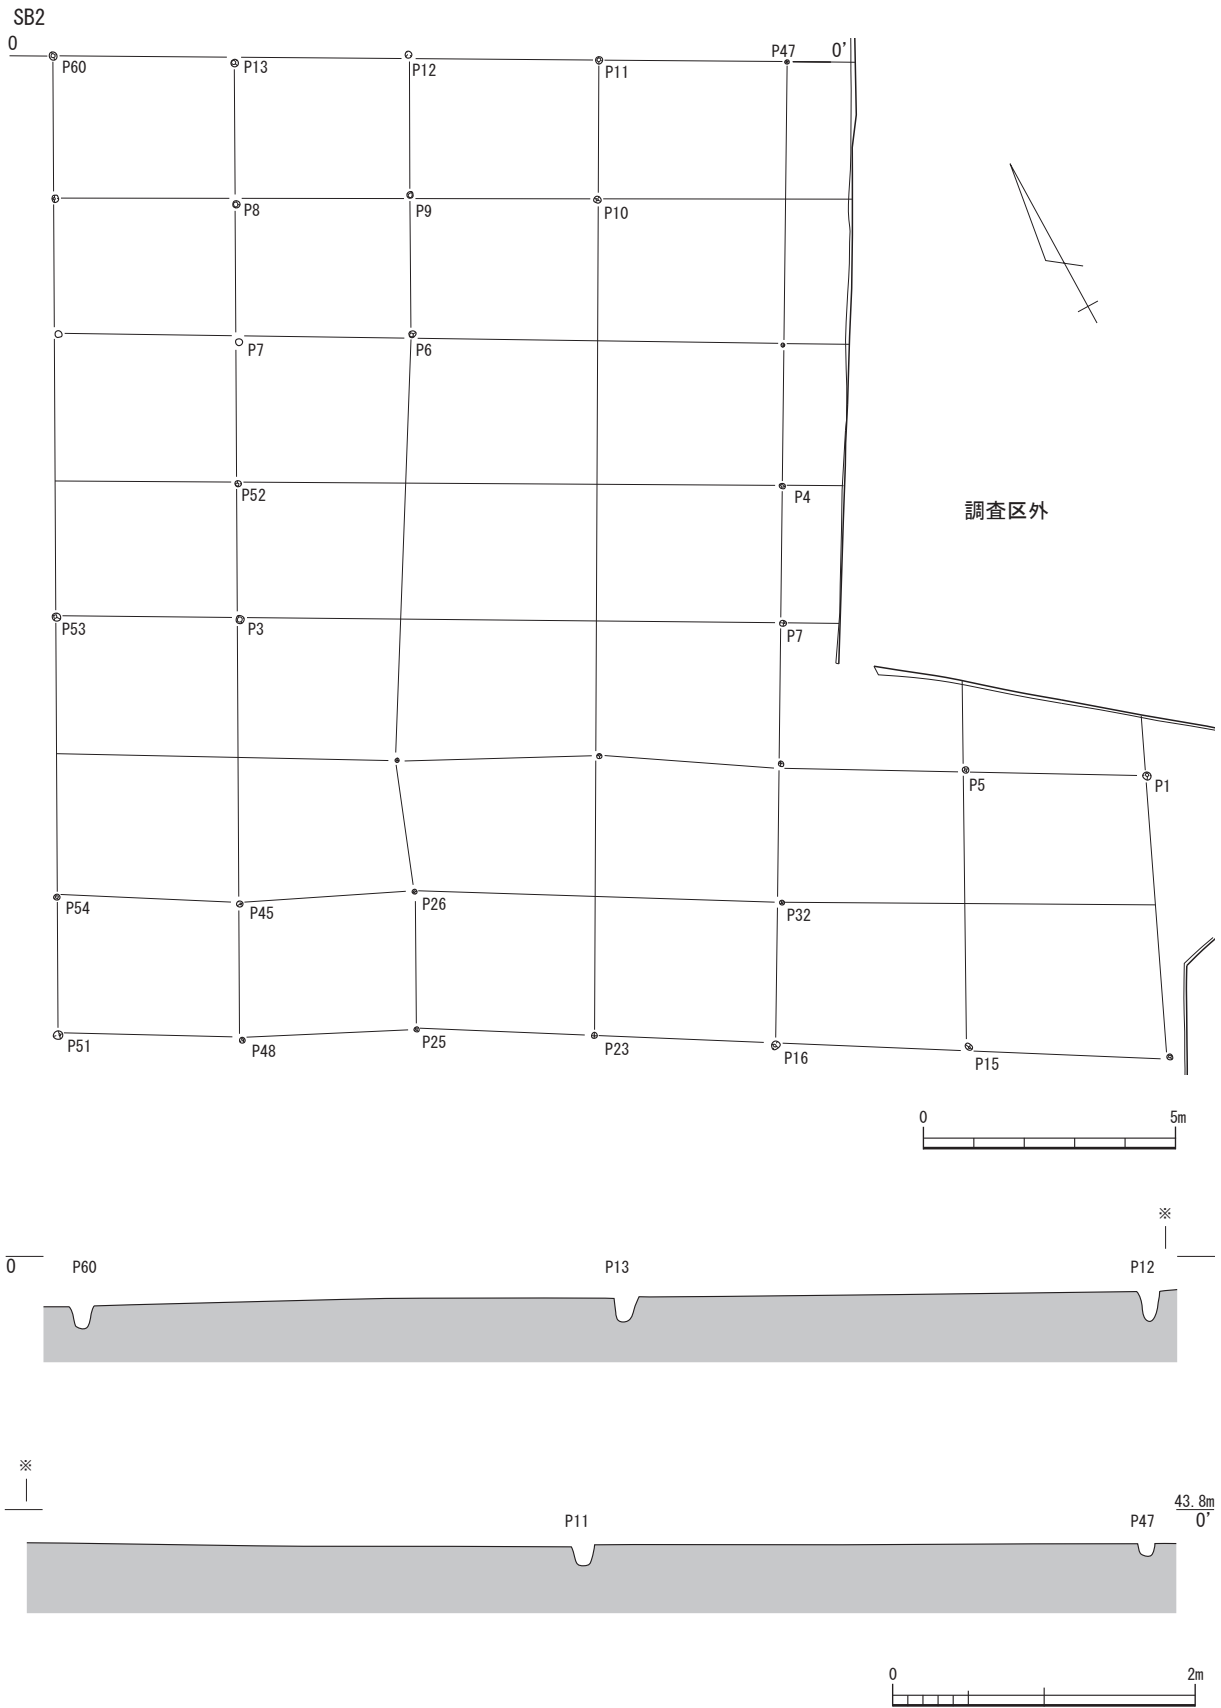 SB2
0 0'
P60 P13 P12 P11 P47
P8 P9 P10
P7 P6
P52 P4
調査区外
P53 P3 P7
P5 P1
P54 P45 P26 P32
P51 P48 P25 P23 P16 P15
0 5m
※
0 P60 P13 P12
※
43.8m
P11 P47 0'
0 2m